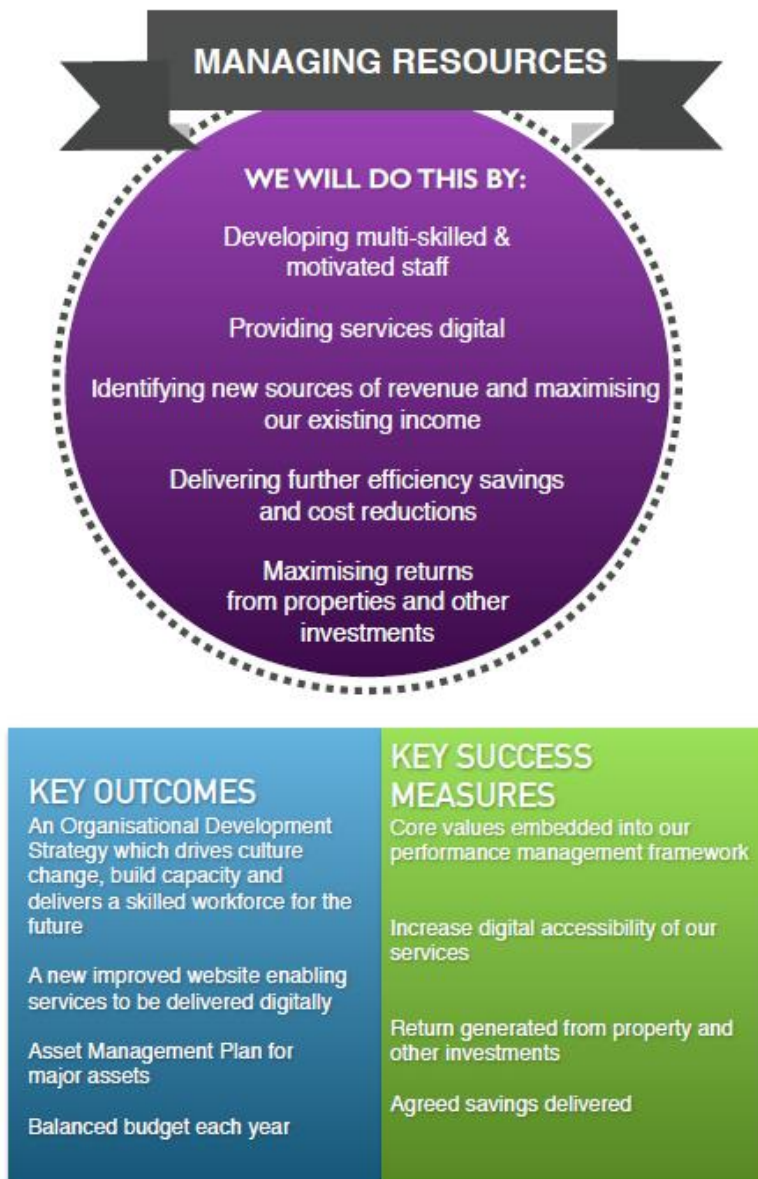 MANAGING RESOURCES
WE WILL DO THIS BY:
Developing multi-skilled &
motivated staff
Providing services digital
Identifying new sources of revenue and maximising
our existing income
Delivering further efficiency savings
and cost reductions
Maximising returns
from properties and other
investments
KEY OUTCOMES
An Organisational Development
Strategy which drives culture
change, build capacity and
delivers a skilled workforce for the
future
A new improved website enabling
services to be delivered digitally
Asset Management Plan for
major assets
Balanced budget each year
KEY SUCCESS
MEASURES
Core values embedded into our
performance management framework
Increase digital accessibility of our
services
Return generated from property and
other investments
Agreed savings delivered